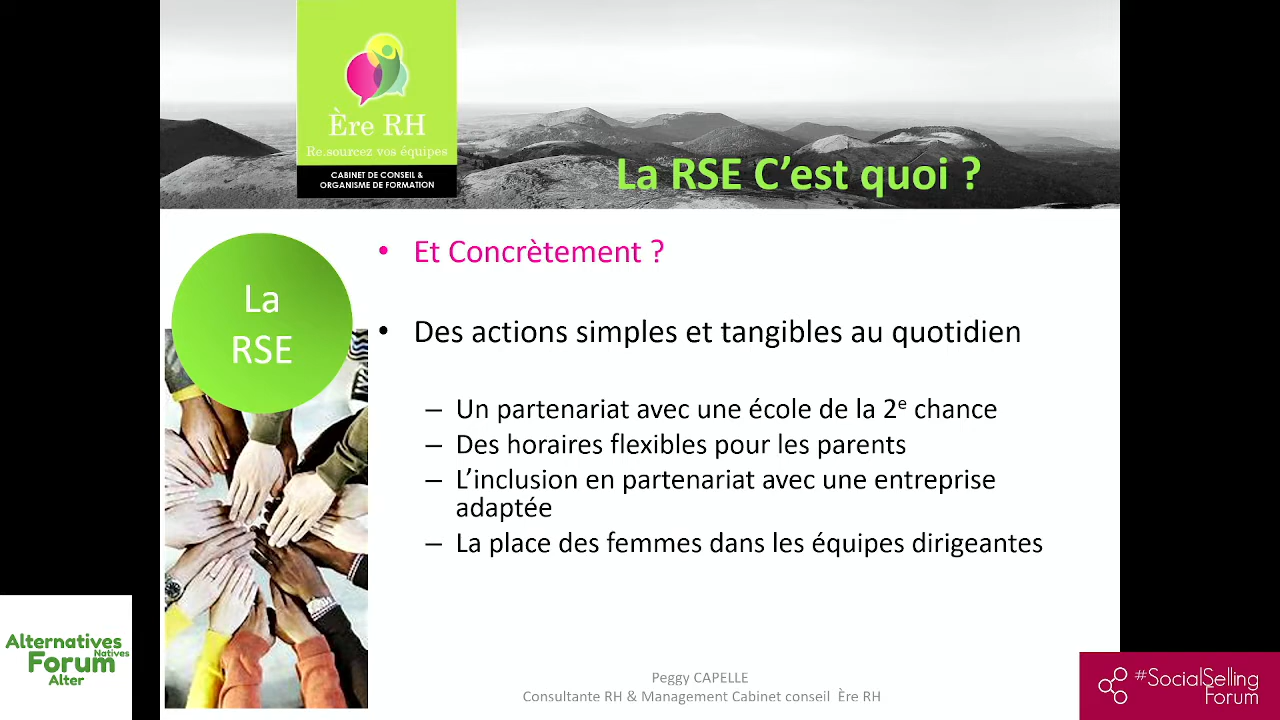 Ère RH
Re.sourcez vos équipes
CABINET DE CONSEIL &
ORGANISME DE FORMATION
La RSE C’est quoi ?
La
RSE
• Et Concrètement ?
• Des actions simples et tangibles au quotidien
– Un partenariat avec une école de la 2e chance
– Des horaires flexibles pour les parents
– L’inclusion en partenariat avec une entreprise
adaptée
– La place des femmes dans les équipes dirigeantes
Peggy CAPELLE
Consultante RH & Management Cabinet conseil Ère RH
Alternatives
Natives
Forum
Alter
#SocialSelling
Forum